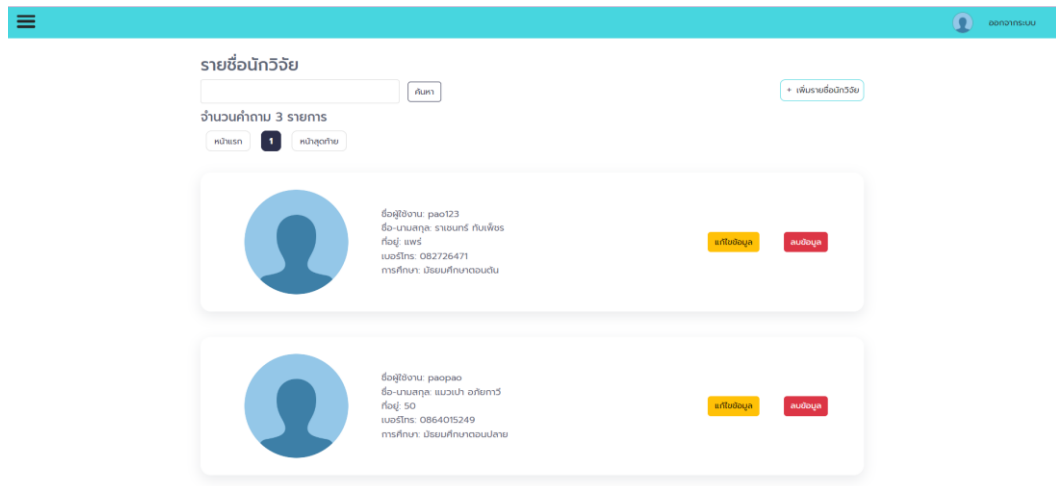 ออกจากระบบ
รายชื่อนักวิจัย
ค้นหา
+ เพิ่มรายชื่อนักวิจัย
จำนวนคำถาม 3 รายการ
หน้าแรก 1 หน้าสุดท้าย
ชื่อผู้ใช้งาน: pao123
ชื่อ-นามสกุล: ราเชนทร์ ทับเพ็ชร
ที่อยู่: แพร่
เบอร์โทร: 082726471
การศึกษา: มัธยมศึกษาตอนต้น
แก้ไขข้อมูล ลบข้อมูล
ชื่อผู้ใช้งาน: paopao
ชื่อ-นามสกุล: แมวเปา อภัยกาวี
ที่อยู่: 50
เบอร์โทร: 0864015249
การศึกษา: มัธยมศึกษาตอนปลาย
แก้ไขข้อมูล ลบข้อมูล